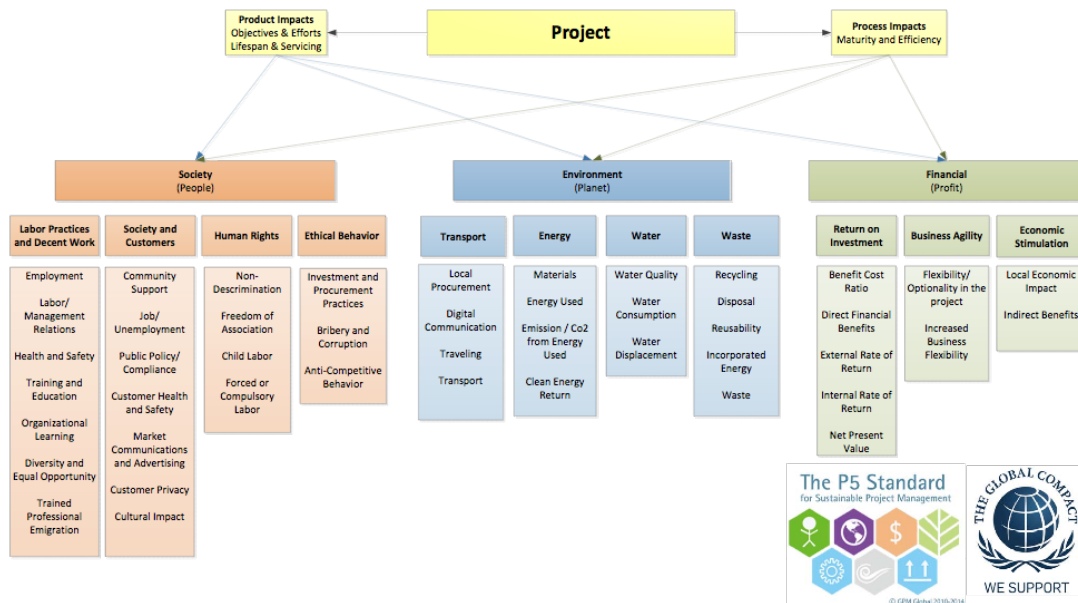 Product Impacts
Objectives & Efforts
Lifespan & Servicing
Project
Process Impacts
Maturity and Efficiency
Society
(People)
Environment
(Planet)
Financial
(Profit)
Labor Practices
and Decent Work
Society and
Customers
Human Rights
Ethical Behavior
Transport
Energy
Water
Waste
Return on
Investment
Business Agility
Economic
Stimulation
Employment
Labor/
Management
Relations
Health and Safety
Training and
Education
Organizational
Learning
Diversity and
Equal Opportunity
Trained
Professional
Emigration
Community
Support
Job/
Unemployment
Public Policy/
Compliance
Customer Health
and Safety
Market
Communications
and Advertising
Customer Privacy
Cultural Impact
Non-
Descrimination
Freedom of
Association
Child Labor
Forced or
Compulsory
Labor
Investment and
Procurement
Practices
Bribery and
Corruption
Anti-Competitive
Behavior
Local
Procurement
Digital
Communication
Traveling
Transport
Materials
Energy Used
Emission / Co2
from Energy
Used
Clean Energy
Return
Water Quality
Water
Consumption
Water
Displacement
Recycling
Disposal
Reusability
Incorporated
Energy
Waste
Benefit Cost
Ratio
Direct Financial
Benefits
External Rate of
Return
Internal Rate of
Return
Net Present
Value
Flexibility/
Optionality in the
project
Increased
Business
Flexibility
Local Economic
Impact
Indirect Benefits
The P5 Standard
for Sustainable Project Management
$
© GPM Global 2010-2014
THE GLOBAL COMPACT
WE SUPPORT